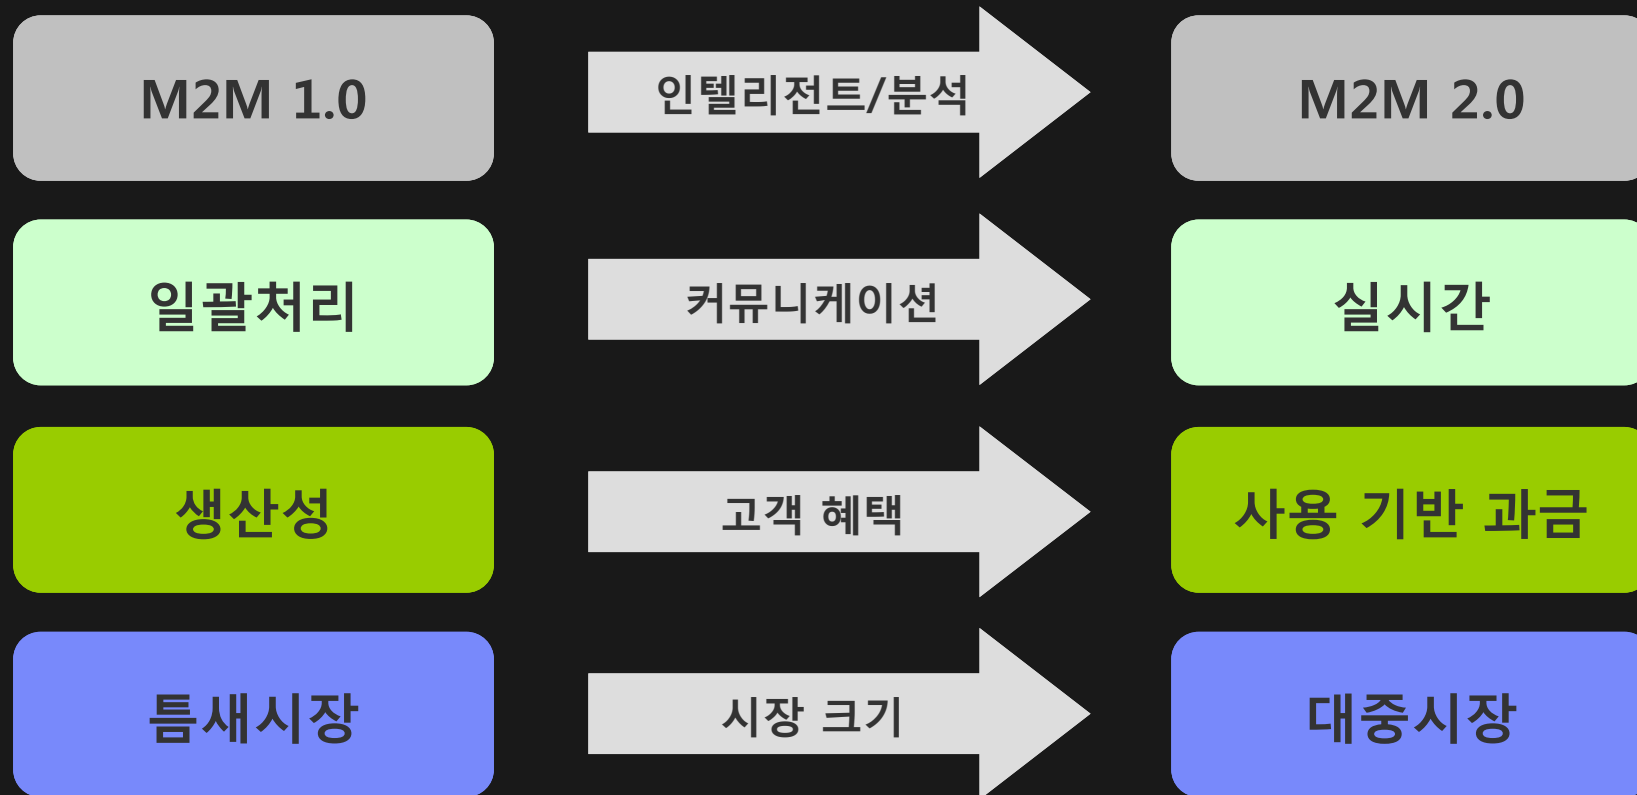 M2M 1.0
인텔리전트/분석
M2M 2.0
일괄처리
커뮤니케이션
실시간
생산성
고객 혜택
사용 기반 과금
틈새시장
시장 크기
대중시장